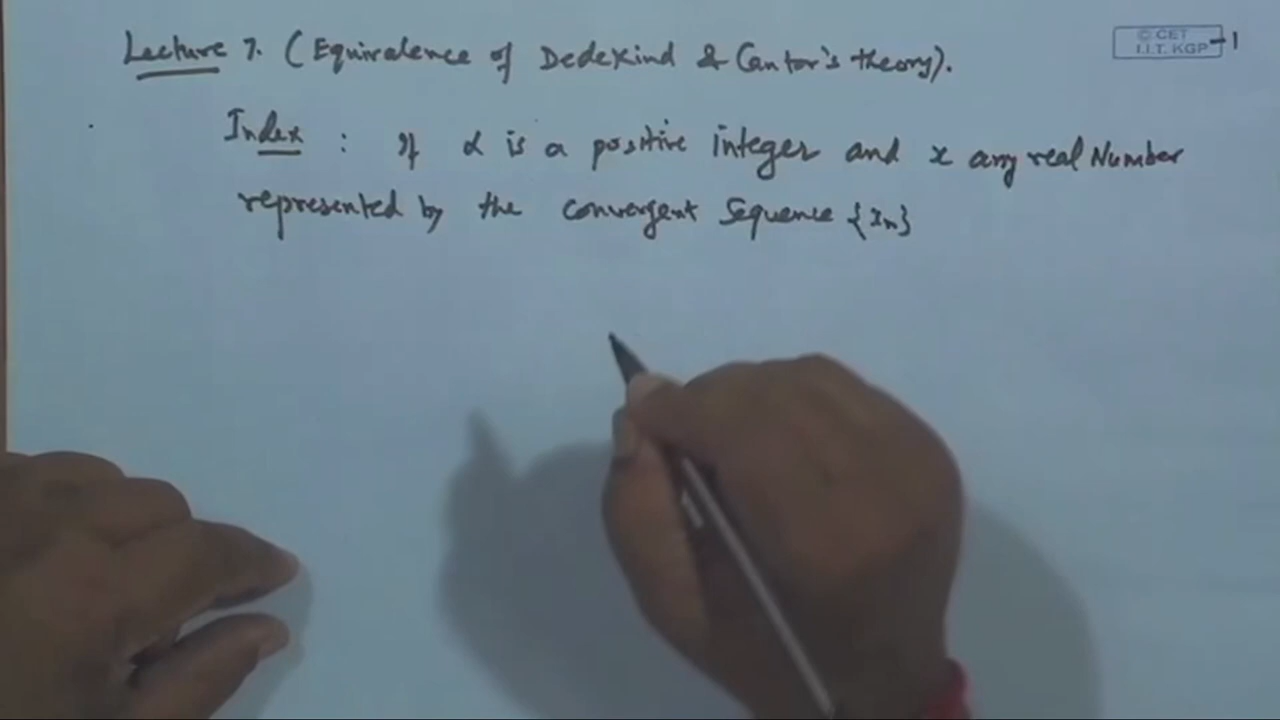 Lecture 7. (Equivalence of Dedekind & Cantor's theory).
© CET
I.I.T. KGP -1
Index : If α is a positive integer and x any real Number
represented by the convergent Sequence {xn}